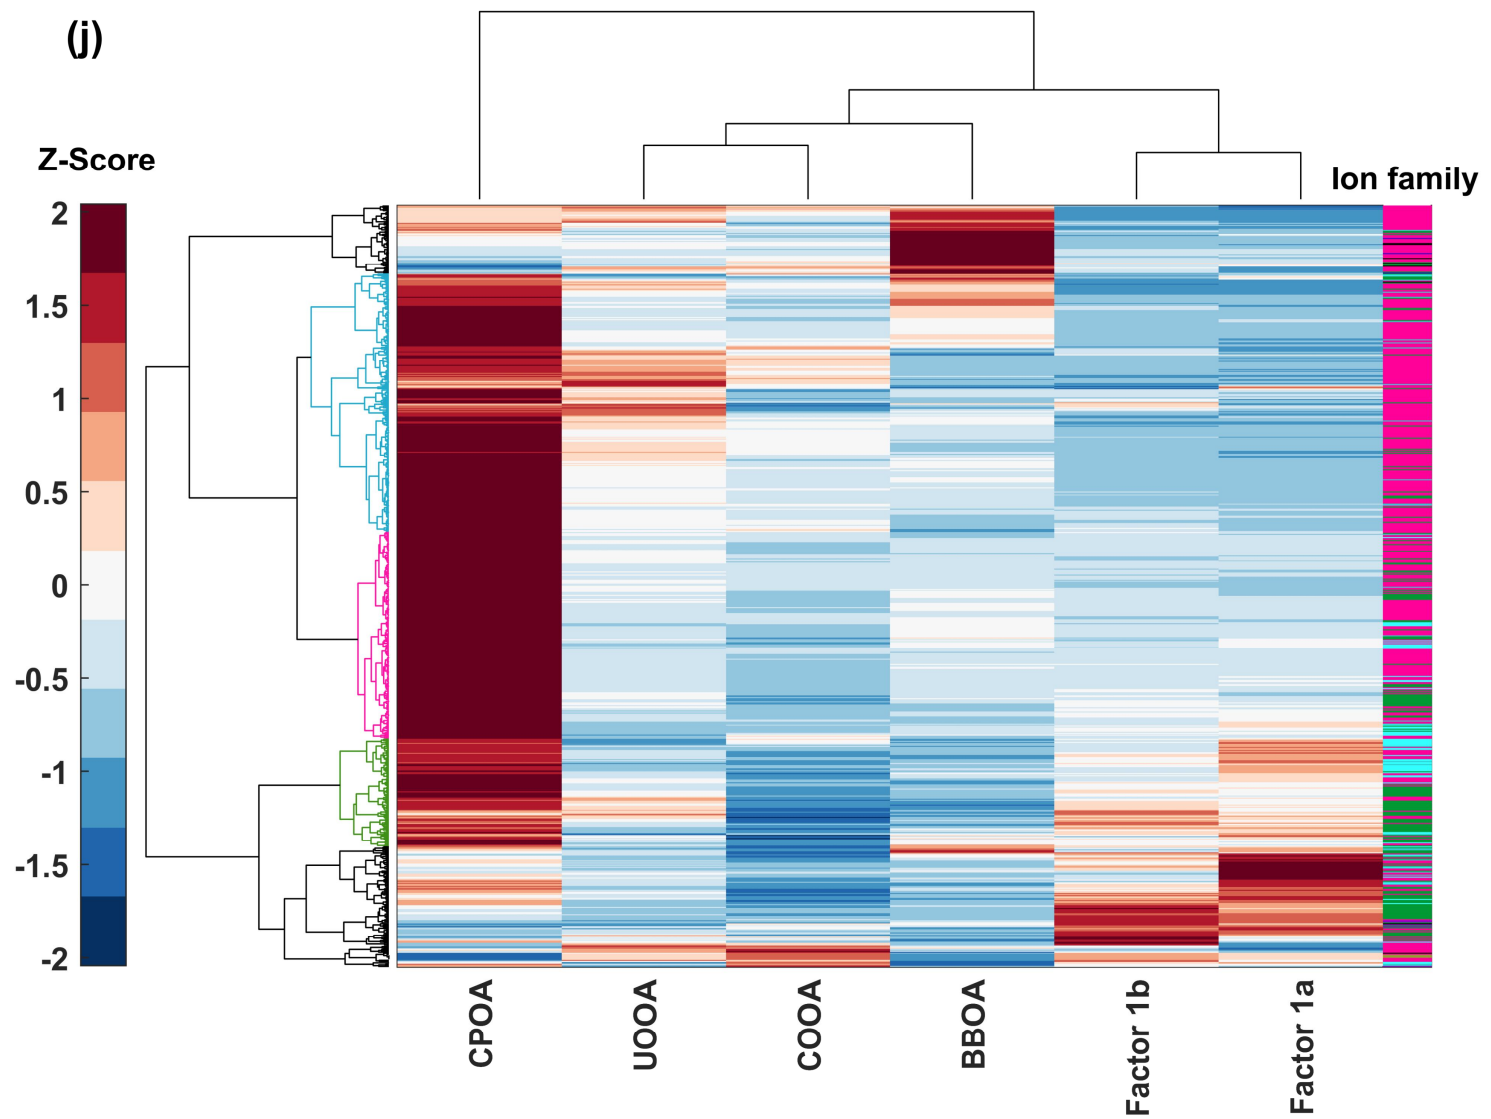 (j)
Z-Score
Ion family
2
1.5
1
0.5
0
-0.5
-1
-1.5
-2
CPOA
UOOA
COOA
BBOA
Factor 1b
Factor 1a